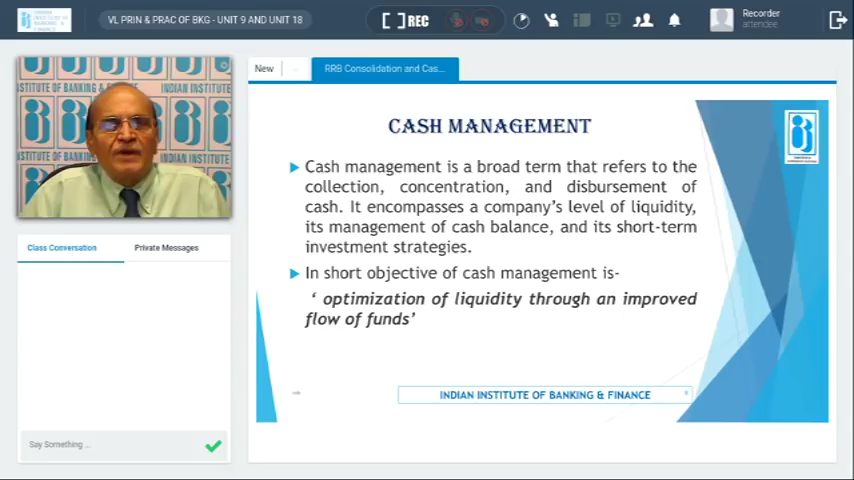 VL PRIN & PRAC OF BKG - UNIT 9 AND UNIT 18
REC
Recorder
attendee
New
RRB Consolidation and Cas...
INSTITUTE OF BANKING & FINANCE
INDIAN INSTITUTE
CASH MANAGEMENT
Cash management is a broad term that refers to the
collection, concentration, and disbursement of
cash. It encompasses a company's level of liquidity,
its management of cash balance, and its short-term
investment strategies.
In short objective of cash management is-
‘ optimization of liquidity through an improved
flow of funds’
INDIAN INSTITUTE OF BANKING & FINANCE
Class Conversation
Private Messages
Say Something ...